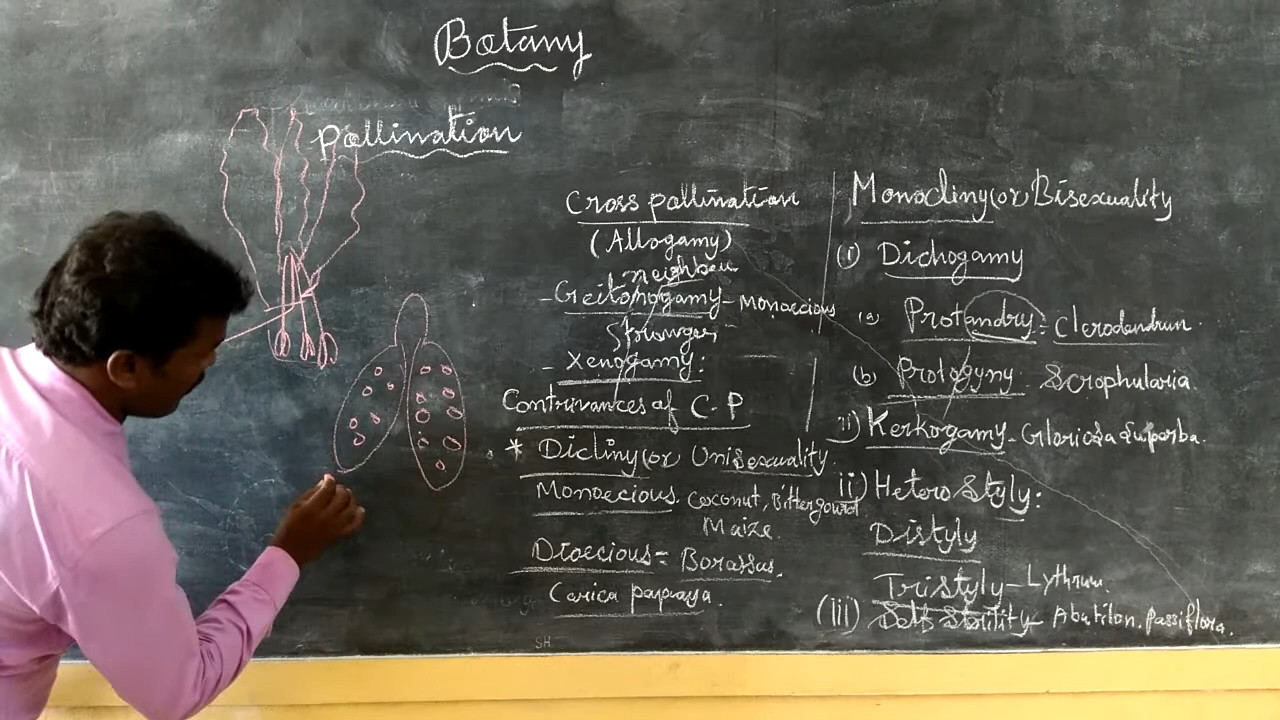 Botany
Pollination
Cross pollination
(Allogamy)
neighbour
- Geitonogamy - Monoecious
Stranger
- Xenogamy:
Contrivances of C-P
* Dicliny (or) Unisexuality
Monoecious. Coconut, Bittergourd
Maize.
Dioecious = Borassus.
Carica papaya.
SH
Monocliny (or) Bisexuality
(i) Dichogamy
(a) Protandry: Clerodendrum.
(b) Protogyny Scrophularia.
ii) Herkogamy - Gloriosa Superba.
ii) Hetero Styly:
Distyly
Tristyly - Lythrum.
(iii) Self Sterility - Abutilon. Passiflora.